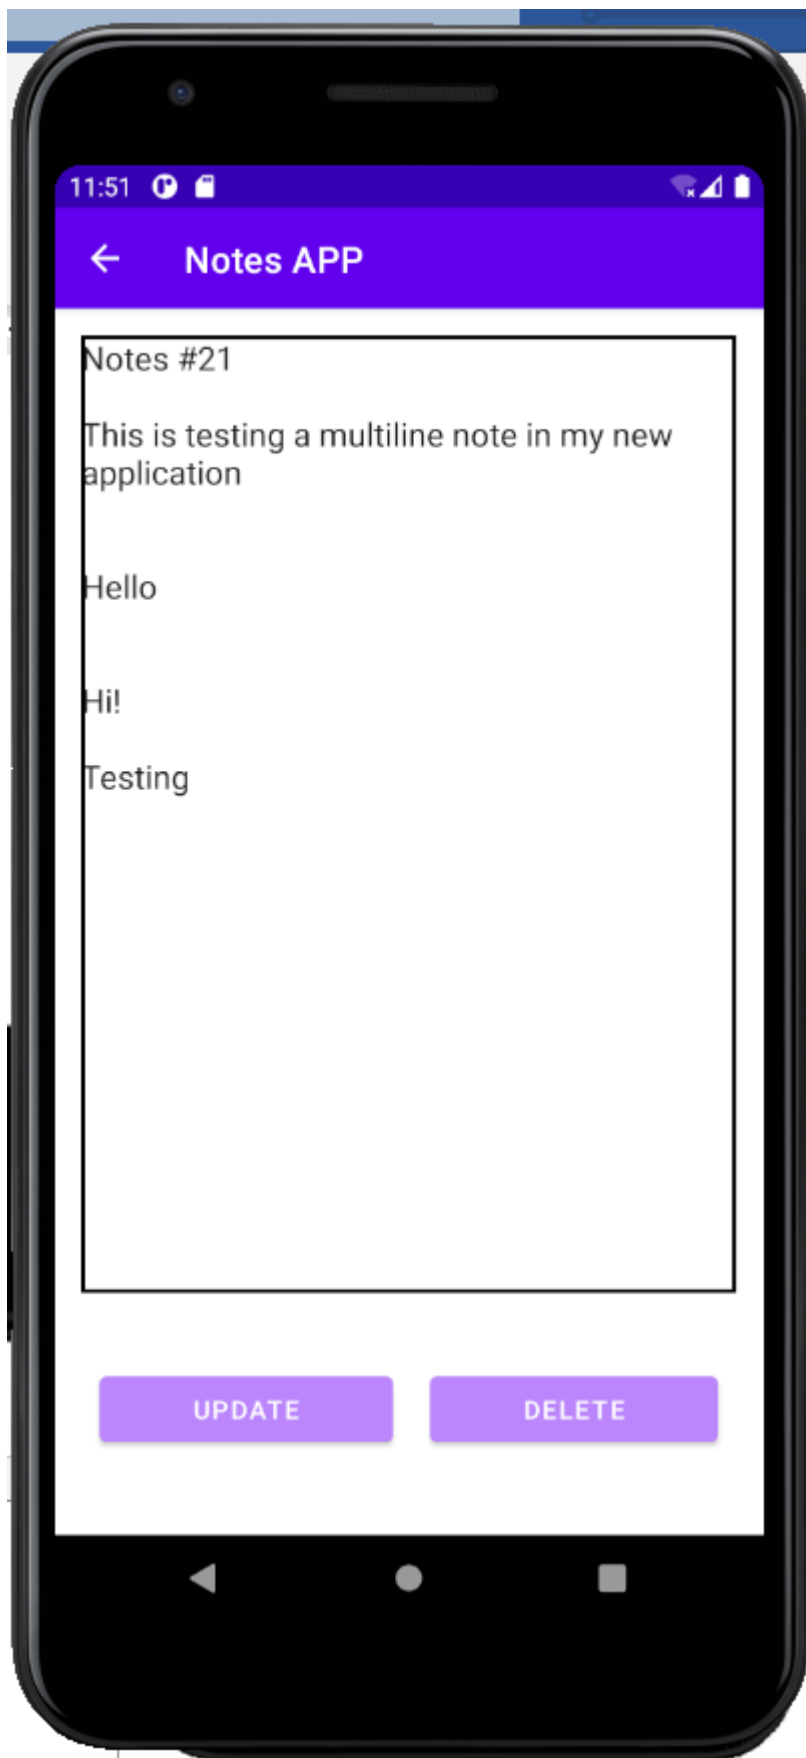 11:51
Notes APP
Notes #21
This is testing a multiline note in my new
application
Hello
Hi!
Testing
UPDATE
DELETE